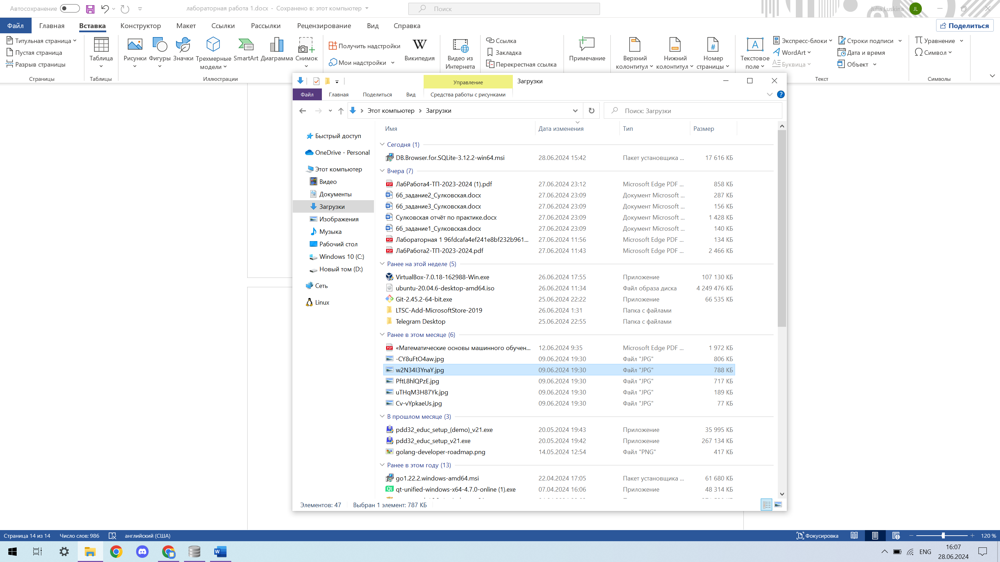 Автосохранение
лабораторная работа 1.docx - Сохранено в: этот компьютер
Поиск
Julia Luskina
JL
Файл Главная Вставка Конструктор Макет Ссылки Рассылки Рецензирование Вид Справка
Поделиться
Титульная страница
Пустая страница
Разрыв страницы
Страницы
Таблица
Таблицы
Рисунки Фигуры Значки Трехмерные модели SmartArt Диаграмма Снимок
Иллюстрации
Получить надстройки
Мои надстройки
Википедия
Видео из Интернета
Ссылка
Закладка
Перекрестная ссылка
Примечание
Верхний колонтитул
Нижний колонтитул
Номер страницы
Текстовое поле
Экспресс-блоки
WordArt
Буквица
Строки подписи
Дата и время
Объект
Текст
Уравнение
Символ
Символы
Управление
Загрузки
Файл Главная Поделиться Вид Средства работы с рисунками
Этот компьютер Загрузки
Поиск: Загрузки
Быстрый доступ
OneDrive - Personal
Этот компьютер
Видео
Документы
Загрузки
Изображения
Музыка
Рабочий стол
Windows 10 (C:)
Новый том (D:)
Сеть
Linux
Имя Дата изменения Тип Размер
Сегодня (1)
DB.Browser.for.SQLite-3.12.2-win64.msi 28.06.2024 15:42 Пакет установщика ... 17 616 КБ
Вчера (7)
ЛабРабота4-ТП-2023-2024 (1).pdf 27.06.2024 23:12 Microsoft Edge PDF ... 858 КБ
6б_задание2_Сулковская.docx 27.06.2024 23:09 Документ Microsoft ... 287 КБ
6б_задание3_Сулковская.docx 27.06.2024 23:09 Документ Microsoft ... 156 КБ
Сулковская отчёт по практике.docx 27.06.2024 23:09 Документ Microsoft ... 1 428 КБ
6б_задание1_Сулковская.docx 27.06.2024 23:09 Документ Microsoft ... 140 КБ
Лабораторная 1 96fdcafa4ef241e8bf232b961... 27.06.2024 11:56 Microsoft Edge PDF ... 134 КБ
ЛабРабота2-ТП-2023-2024.pdf 27.06.2024 11:43 Microsoft Edge PDF ... 2 466 КБ
Ранее на этой неделе (5)
VirtualBox-7.0.18-162988-Win.exe 26.06.2024 17:55 Приложение 107 130 КБ
ubuntu-20.04.6-desktop-amd64.iso 26.06.2024 11:34 Файл образа диска 4 249 476 КБ
Git-2.45.2-64-bit.exe 25.06.2024 22:22 Приложение 66 535 КБ
LTSC-Add-MicrosoftStore-2019 26.06.2024 1:31 Папка с файлами
Telegram Desktop 25.06.2024 22:55 Папка с файлами
Ранее в этом месяце (6)
«Математические основы машинного обучен... 12.06.2024 9:35 Microsoft Edge PDF ... 1 972 КБ
-CY8uFtO4aw.jpg 09.06.2024 19:30 Файл "JPG" 806 КБ
w2N34I3YnaY.jpg 09.06.2024 19:30 Файл "JPG" 788 КБ
PftL8hlQPzE.jpg 09.06.2024 19:30 Файл "JPG" 717 КБ
uTHqM3H87Yk.jpg 09.06.2024 19:30 Файл "JPG" 189 КБ
Cv-vYpkaeUs.jpg 09.06.2024 19:30 Файл "JPG" 77 КБ
В прошлом месяце (3)
pdd32_educ_setup_(demo)_v21.exe 20.05.2024 19:43 Приложение 35 995 КБ
pdd32_educ_setup_v21.exe 20.05.2024 19:42 Приложение 267 134 КБ
golang-developer-roadmap.png 14.05.2024 12:54 Файл "PNG" 417 КБ
Ранее в этом году (13)
go1.22.2.windows-amd64.msi 22.04.2024 17:05 Пакет установщика ... 61 680 КБ
qt-unified-windows-x64-4.7.0-online (1).exe 07.04.2024 16:06 Приложение 48 314 КБ
Элементов: 47 Выбран 1 элемент: 787 КБ
Страница 14 из 14 Число слов: 986 английский (США)
Фокусировка
120 %
ENG
16:07
28.06.2024